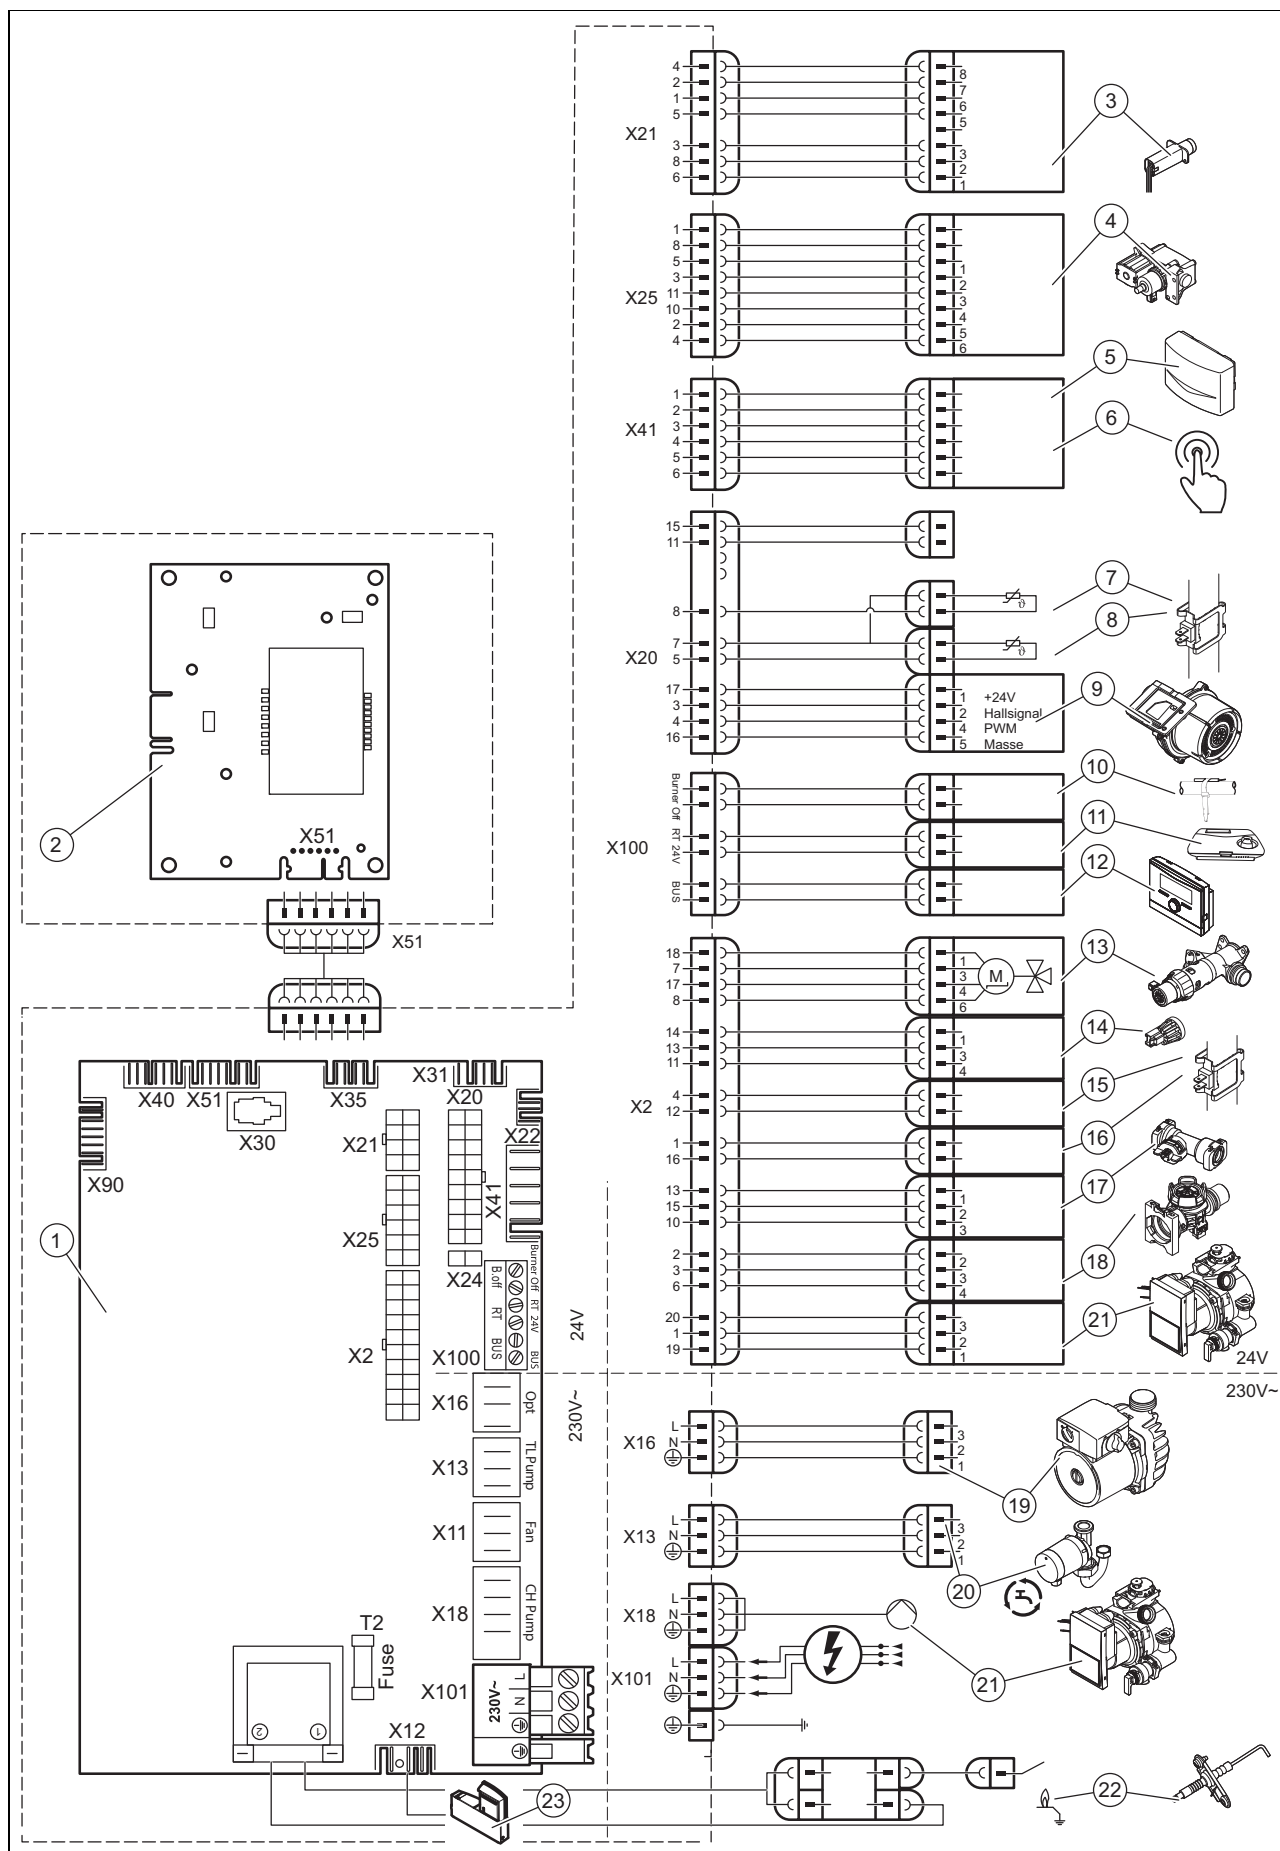 X21
4
2
1
5
3
8
6
8
7
6
5
3
2
1
3
X25
1
8
5
3
11
10
2
4
1
2
3
4
5
6
4
X41
1
2
3
4
5
6
5
6
X20
15
11
8
7
5
17
3
4
16
ϑ
ϑ
1 +24V
2 Hallsignal
4 PWM
5 Masse
7
8
9
X100
Burner Off
RT 24V
BUS
10
11
12
X2
18
7
17
8
14
13
11
4
12
1
16
13
15
10
2
3
6
20
1
19
1
3
4
6
M
1
3
4
1
2
3
2
3
4
3
2
1
13
14
15
16
17
18
21
24V
230V~
X16
L
N
3
2
1
19
X13
L
N
3
2
1
20
X18
L
N
X101
L
N
21
22
23
2
X51
X51
1
X40
X51
X35
X31
X20
X30
X21
X22
X90
X41
X25
X24
X2
X100
Burner Off
RT 24V
BUS
B.off
RT
BUS
24V
230V~
X16
Opt
X13
TLPump
X11
Fan
X18
CH Pump
T2
Fuse
X101
230V~
L
N
X12
2
1